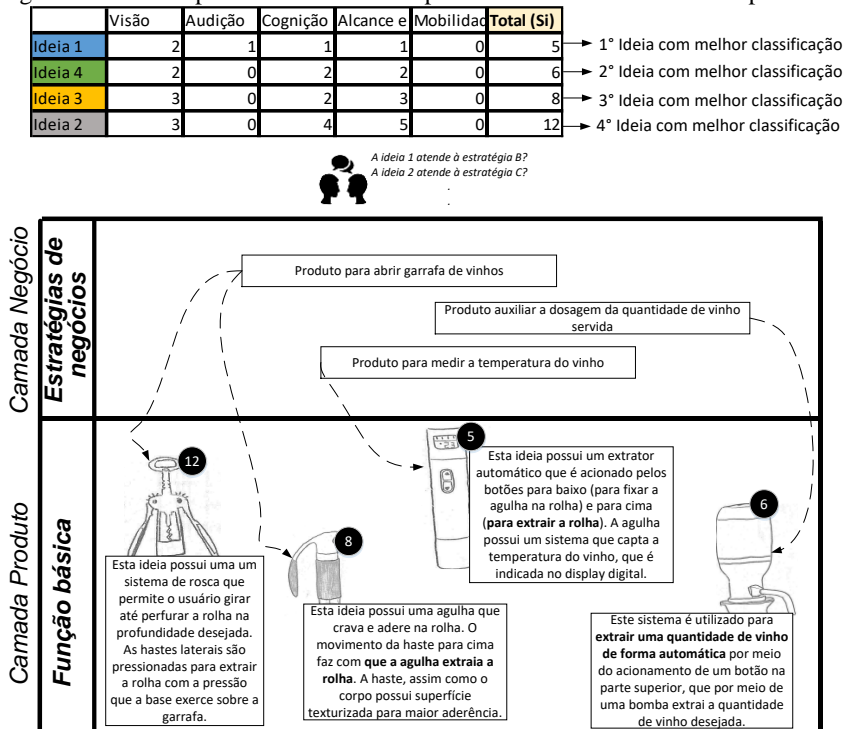 Visão Audição Cognição Alcance e Mobilidad Total (Si)
Ideia 1 2 1 1 1 0 5
1° Ideia com melhor classificação
Ideia 4 2 0 2 2 0 6
2° Ideia com melhor classificação
Ideia 3 3 0 2 3 0 8
3° Ideia com melhor classificação
Ideia 2 3 0 4 5 0 12
4° Ideia com melhor classificação
A ideia 1 atende à estratégia B?
A ideia 2 atende à estratégia C?
.
.
Camada Negócio
Estratégias de
negócios
Produto para abrir garrafa de vinhos
Produto auxiliar a dosagem da quantidade de vinho
servida
Produto para medir a temperatura do vinho
Camada Produto
Função básica
12
Esta ideia possui uma um
sistema de rosca que
permite o usuário girar
até perfurar a rolha na
profundidade desejada.
As hastes laterais são
pressionadas para extrair
a rolha com a pressão
que a base exerce sobre a
garrafa.
8
Esta ideia possui uma agulha que
crava e adere na rolha. O
movimento da haste para cima
faz com que a agulha extraia a
rolha. A haste, assim como o
corpo possui superfície
texturizada para maior aderência.
5
Esta ideia possui um extrator
automático que é acionado pelos
botões para baixo (para fixar a
agulha na rolha) e para cima
(para extrair a rolha). A agulha
possui um sistema que capta a
temperatura do vinho, que é
indicada no display digital.
6
Este sistema é utilizado para
extrair uma quantidade de vinho
de forma automática por meio
do acionamento de um botão na
parte superior, que por meio de
uma bomba extrai a quantidade
de vinho desejada.